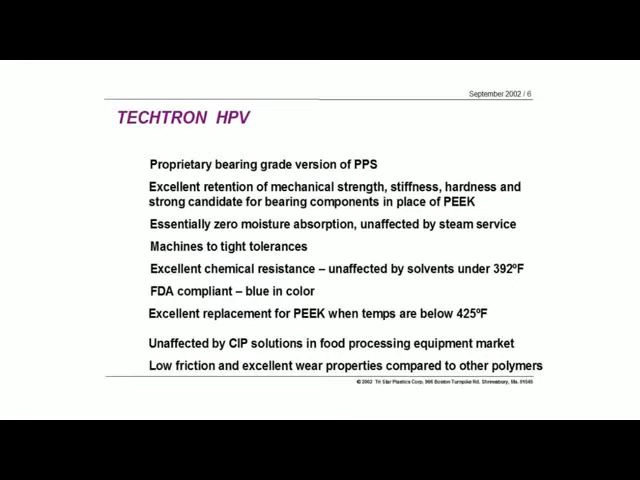 September 2002 / 6
TECHTRON HPV
Proprietary bearing grade version of PPS
Excellent retention of mechanical strength, stiffness, hardness and
strong candidate for bearing components in place of PEEK
Essentially zero moisture absorption, unaffected by steam service
Machines to tight tolerances
Excellent chemical resistance – unaffected by solvents under 392ºF
FDA compliant – blue in color
Excellent replacement for PEEK when temps are below 425ºF
Unaffected by CIP solutions in food processing equipment market
Low friction and excellent wear properties compared to other polymers
© 2002 Tri Star Plastics Corp, 906 Boston Turnpike Rd. Shrewsbury, Ma. 01545